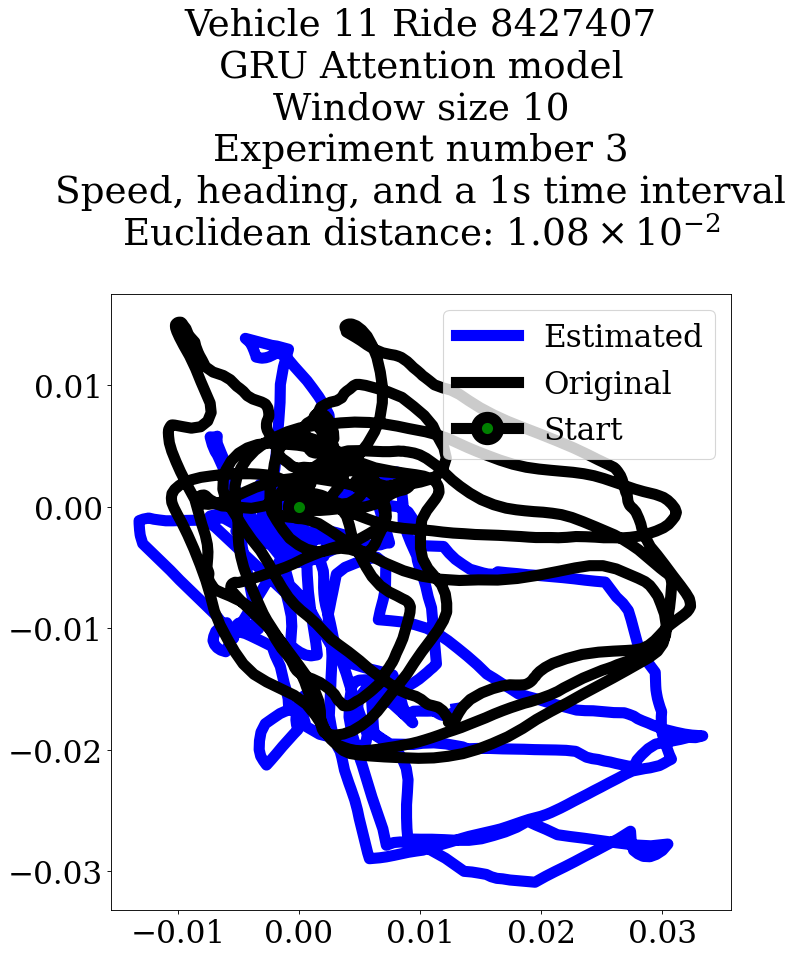 Vehicle 11 Ride 8427407
GRU Attention model
Window size 10
Experiment number 3
Speed, heading, and a 1s time interval
Euclidean distance: 1.08 × 10⁻²
Estimated
Original
Start
0.01
0.00
−0.01
−0.02
−0.03
−0.01 0.00 0.01 0.02 0.03